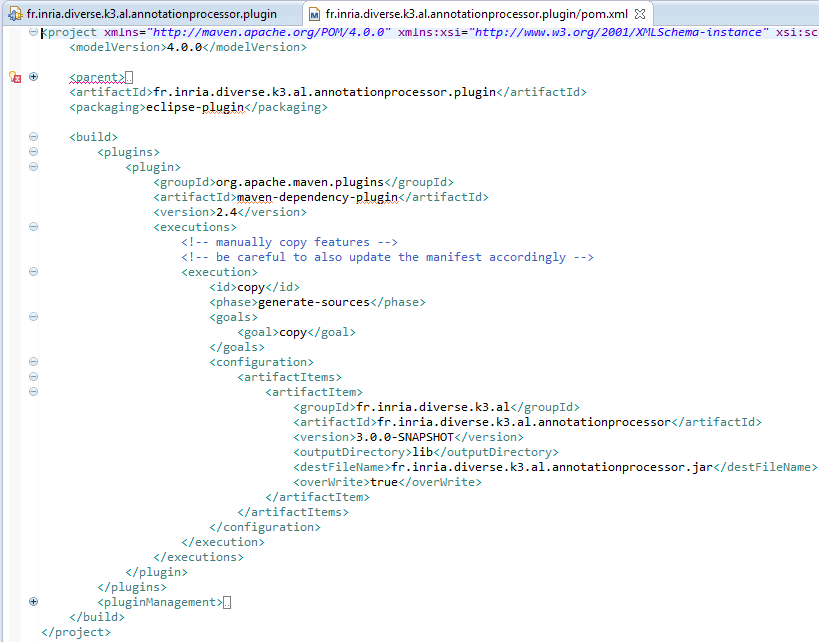 fr.inria.diverse.k3.al.annotationprocessor.plugin
fr.inria.diverse.k3.al.annotationprocessor.plugin/pom.xml
<project xmlns="http://maven.apache.org/POM/4.0.0" xmlns:xsi="http://www.w3.org/2001/XMLSchema-instance" xsi:sc
<modelVersion>4.0.0</modelVersion>
<parent>
<artifactId>fr.inria.diverse.k3.al.annotationprocessor.plugin</artifactId>
<packaging>eclipse-plugin</packaging>
<build>
<plugins>
<plugin>
<groupId>org.apache.maven.plugins</groupId>
<artifactId>maven-dependency-plugin</artifactId>
<version>2.4</version>
<executions>
<!-- manually copy features -->
<!-- be careful to also update the manifest accordingly -->
<execution>
<id>copy</id>
<phase>generate-sources</phase>
<goals>
<goal>copy</goal>
</goals>
<configuration>
<artifactItems>
<artifactItem>
<groupId>fr.inria.diverse.k3.al</groupId>
<artifactId>fr.inria.diverse.k3.al.annotationprocessor</artifactId>
<version>3.0.0-SNAPSHOT</version>
<outputDirectory>lib</outputDirectory>
<destFileName>fr.inria.diverse.k3.al.annotationprocessor.jar</destFileName>
<overWrite>true</overWrite>
</artifactItem>
</artifactItems>
</configuration>
</execution>
</executions>
</plugin>
</plugins>
<pluginManagement>
</build>
</project>